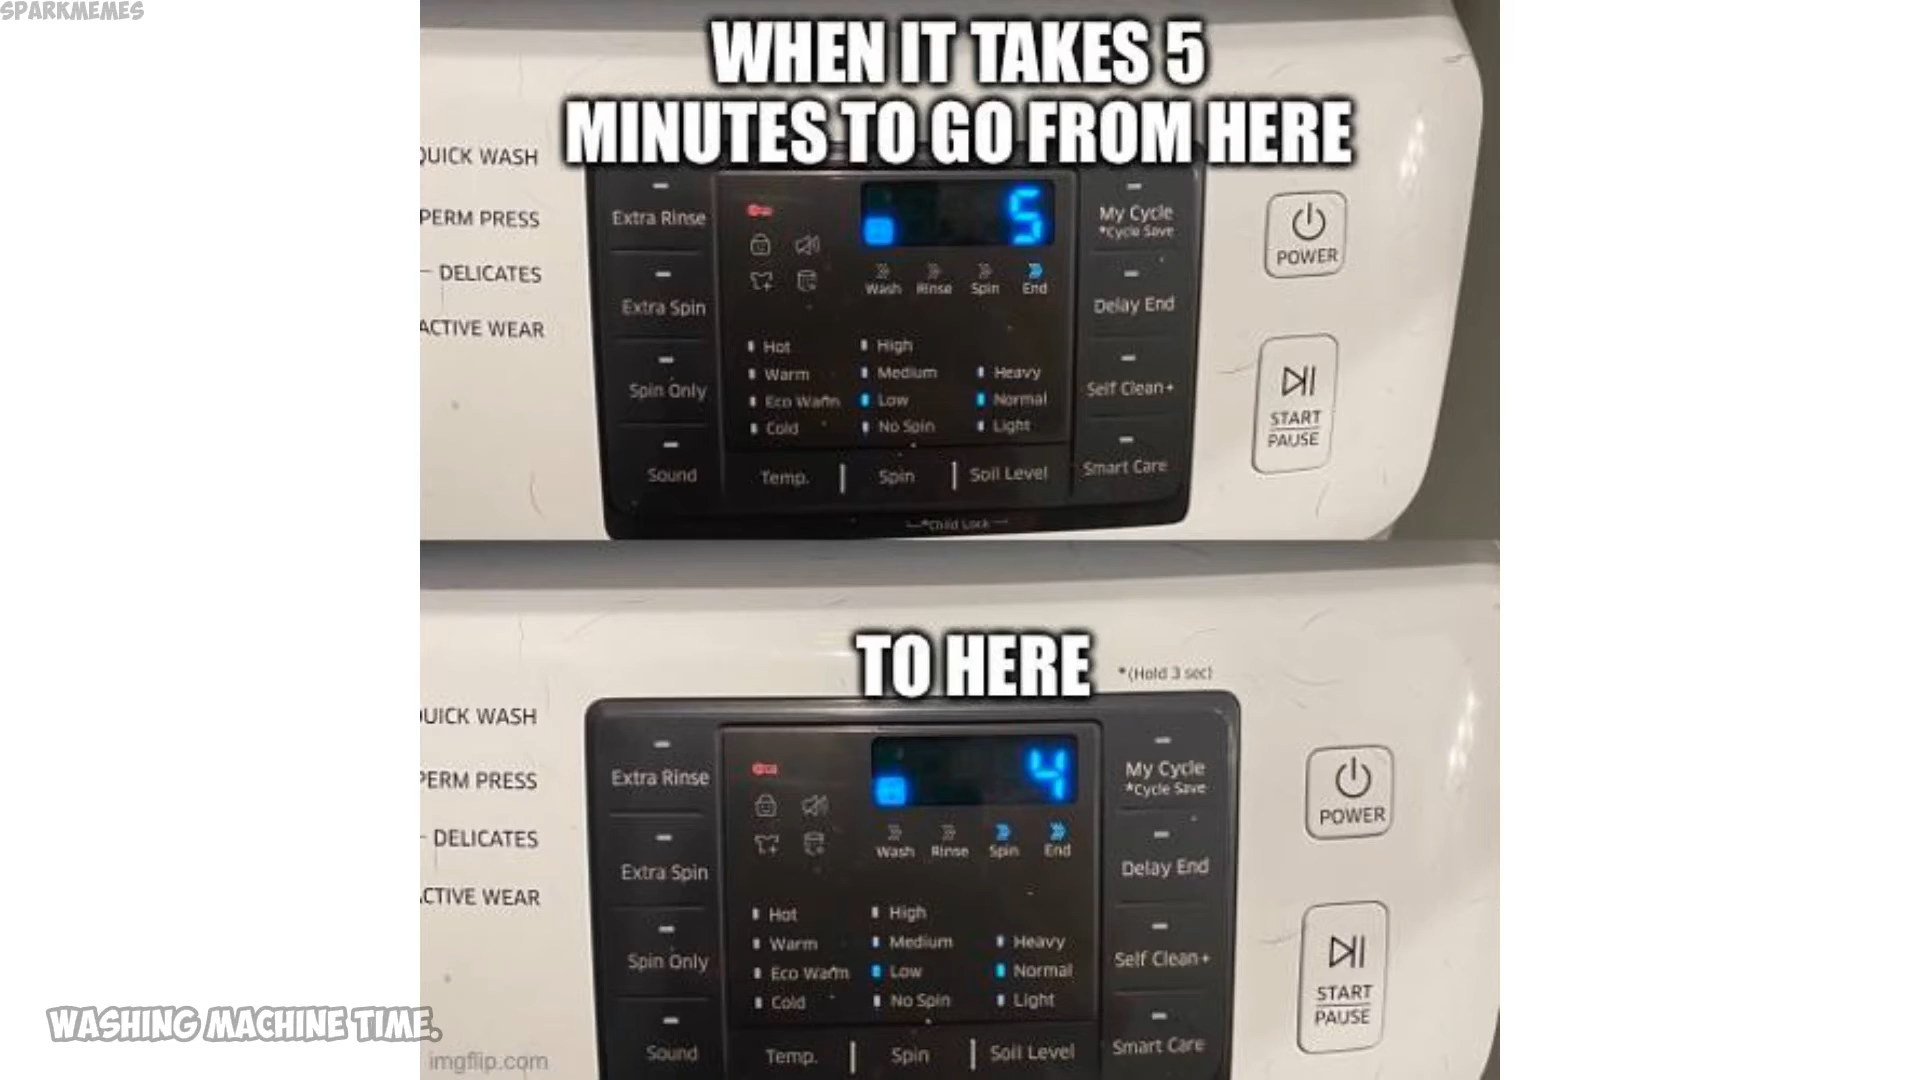 SPARKMEMES
WHEN IT TAKES 5
MINUTES TO GO FROM HERE
QUICK WASH
PERM PRESS
DELICATES
ACTIVE WEAR
Extra Rinse
Extra Spin
Spin Only
Sound
5
Wash Rinse Spin End
Hot High
Warm Medium Heavy
Eco Warm Low Normal
Cold No Spin Light
Temp. Spin Soil Level
*Child Lock
My Cycle
*Cycle Save
Delay End
Self Clean+
Smart Care
POWER
START
PAUSE
TO HERE
*(Hold 3 sec)
UICK WASH
PERM PRESS
DELICATES
CTIVE WEAR
Extra Rinse
Extra Spin
Spin Only
Sound
4
Wash Rinse Spin End
Hot High
Warm Medium Heavy
Eco Warm Low Normal
Cold No Spin Light
Temp. Spin Soil Level
My Cycle
*Cycle Save
Delay End
Self Clean+
Smart Care
POWER
START
PAUSE
WASHING MACHINE TIME.
imgflip.com